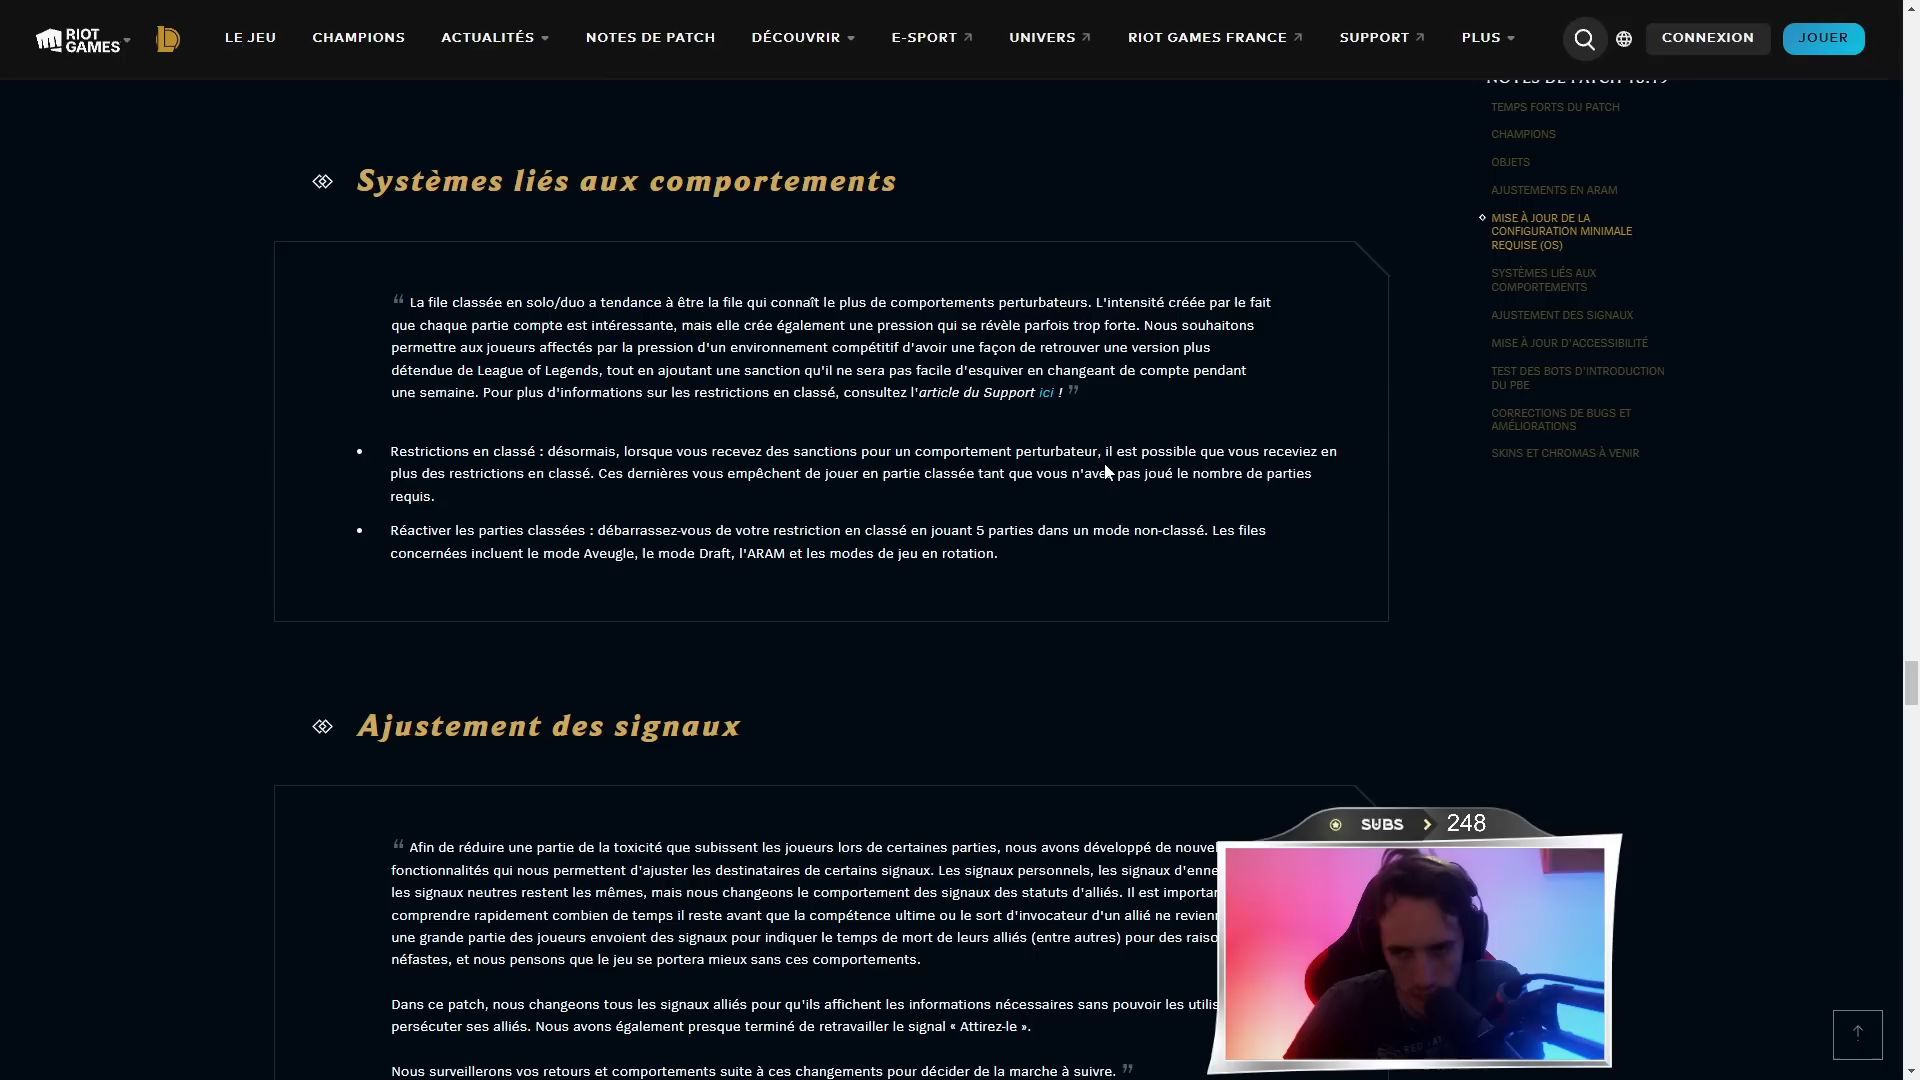 RIOT GAMES
LE JEU
CHAMPIONS
ACTUALITÉS
NOTES DE PATCH
DÉCOUVRIR
E-SPORT
UNIVERS
RIOT GAMES FRANCE
SUPPORT
PLUS
CONNEXION
JOUER
NOTES DE PATCH 13.19
TEMPS FORTS DU PATCH
CHAMPIONS
OBJETS
AJUSTEMENTS EN ARAM
MISE À JOUR DE LA
CONFIGURATION MINIMALE
REQUISE (OS)
SYSTÈMES LIÉS AUX
COMPORTEMENTS
AJUSTEMENT DES SIGNAUX
MISE À JOUR D'ACCESSIBILITÉ
TEST DES BOTS D'INTRODUCTION
DU PBE
CORRECTIONS DE BUGS ET
AMÉLIORATIONS
SKINS ET CHROMAS À VENIR
Systèmes liés aux comportements
“ La file classée en solo/duo a tendance à être la file qui connaît le plus de comportements perturbateurs. L'intensité créée par le fait
que chaque partie compte est intéressante, mais elle crée également une pression qui se révèle parfois trop forte. Nous souhaitons
permettre aux joueurs affectés par la pression d'un environnement compétitif d'avoir une façon de retrouver une version plus
détendue de League of Legends, tout en ajoutant une sanction qu'il ne sera pas facile d'esquiver en changeant de compte pendant
une semaine. Pour plus d'informations sur les restrictions en classé, consultez l'article du Support ici ! ”
• Restrictions en classé : désormais, lorsque vous recevez des sanctions pour un comportement perturbateur, il est possible que vous receviez en
plus des restrictions en classé. Ces dernières vous empêchent de jouer en partie classée tant que vous n'avez pas joué le nombre de parties
requis.
• Réactiver les parties classées : débarrassez-vous de votre restriction en classé en jouant 5 parties dans un mode non-classé. Les files
concernées incluent le mode Aveugle, le mode Draft, l'ARAM et les modes de jeu en rotation.
Ajustement des signaux
“ Afin de réduire une partie de la toxicité que subissent les joueurs lors de certaines parties, nous avons développé de nouvel
fonctionnalités qui nous permettent d'ajuster les destinataires de certains signaux. Les signaux personnels, les signaux d'enne
les signaux neutres restent les mêmes, mais nous changeons le comportement des signaux des statuts d'alliés. Il est importar
comprendre rapidement combien de temps il reste avant que la compétence ultime ou le sort d'invocateur d'un allié ne revienn
une grande partie des joueurs envoient des signaux pour indiquer le temps de mort de leurs alliés (entre autres) pour des raiso
néfastes, et nous pensons que le jeu se portera mieux sans ces comportements.
Dans ce patch, nous changeons tous les signaux alliés pour qu'ils affichent les informations nécessaires sans pouvoir les utilis
persécuter ses alliés. Nous avons également presque terminé de retravailler le signal « Attirez-le ».
Nous surveillerons vos retours et comportements suite à ces changements pour décider de la marche à suivre. ”
SUBS > 248